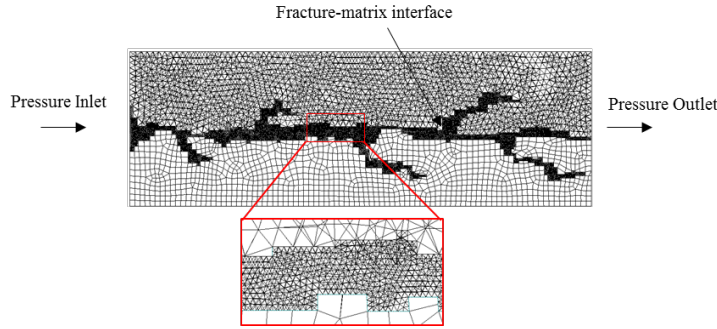 Fracture-matrix interface
Pressure Inlet
Pressure Outlet